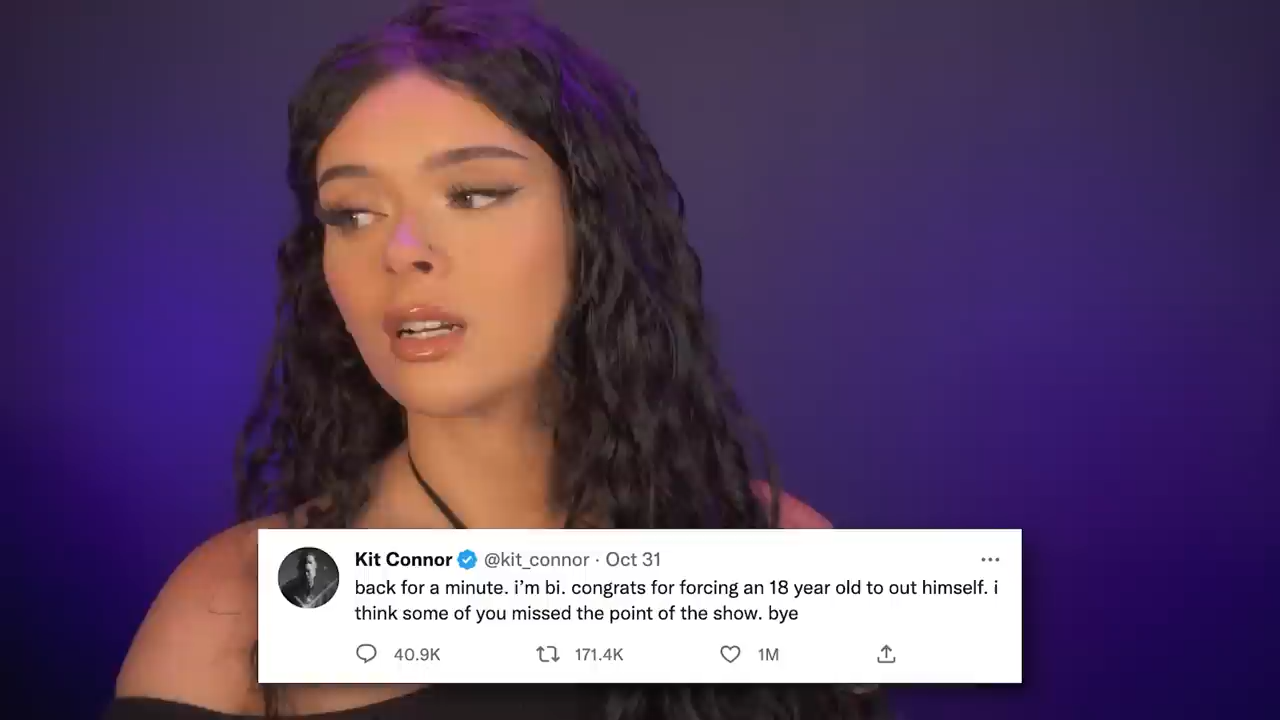 Kit Connor @kit_connor · Oct 31
back for a minute. i’m bi. congrats for forcing an 18 year old to out himself. i
think some of you missed the point of the show. bye
40.9K 171.4K 1M